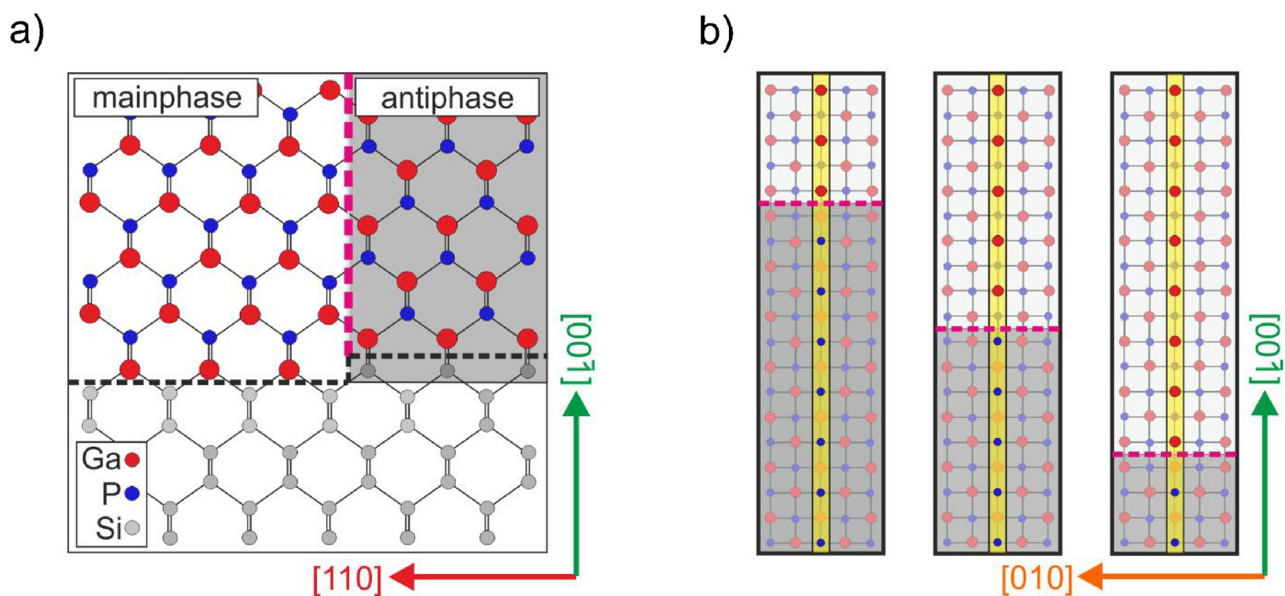 a)
mainphase
antiphase
Ga
P
Si
[001̄]
[110]
b)
[001̄]
[010]